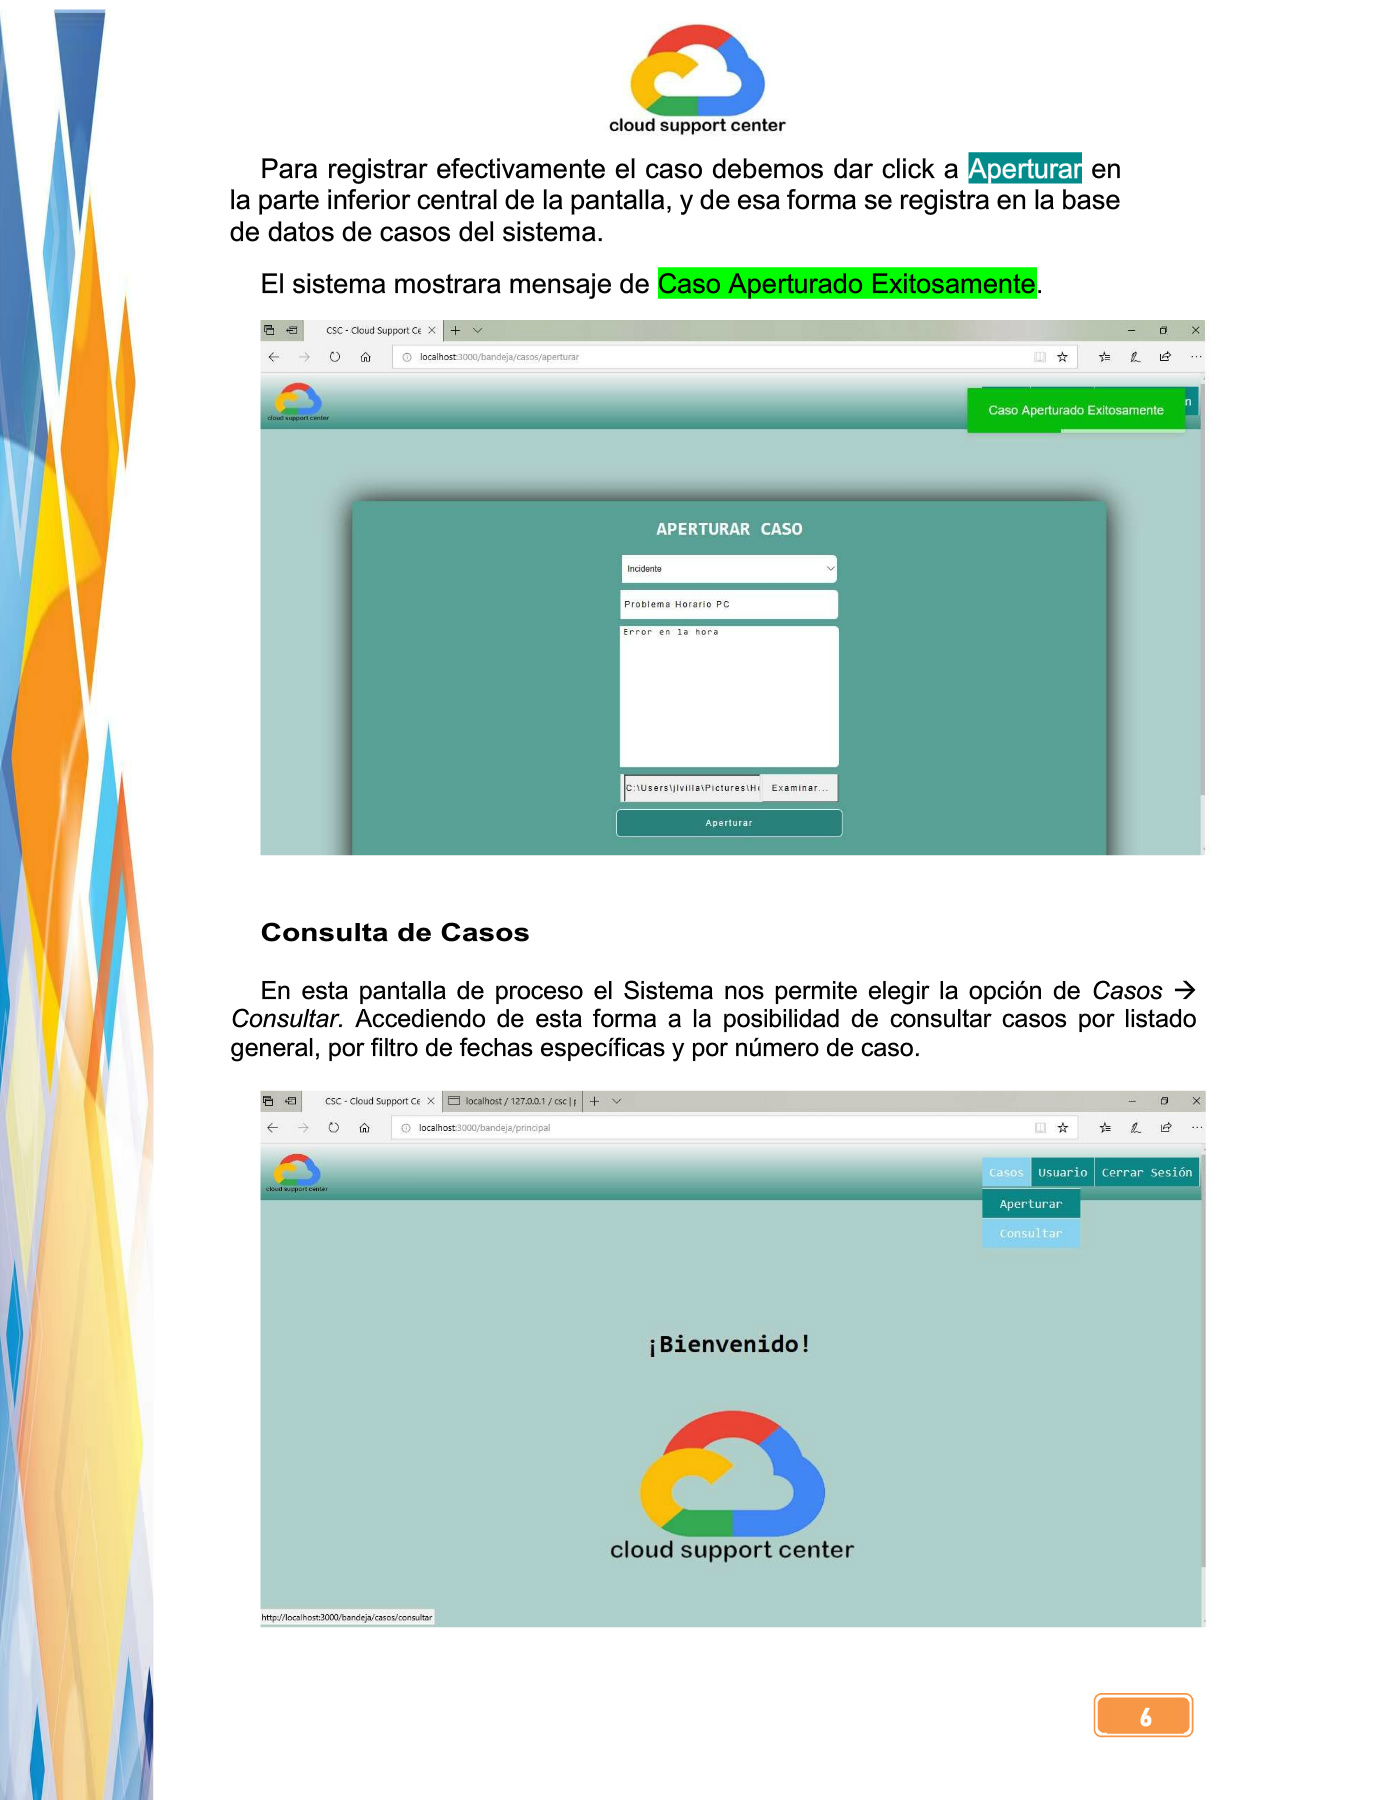 cloud support center
Para registrar efectivamente el caso debemos dar click a Aperturar en
la parte inferior central de la pantalla, y de esa forma se registra en la base
de datos de casos del sistema.
El sistema mostrara mensaje de Caso Aperturado Exitosamente.
CSC - Cloud Support Ce
localhost:3000/bandeja/casos/aperturar
cloud support center
Caso Aperturado Exitosamente
n
APERTURAR CASO
Incidente
Problema Horario PC
Error en la hora
C:\Users\jlvilla\Pictures\He Examinar...
Aperturar
Consulta de Casos
En esta pantalla de proceso el Sistema nos permite elegir la opción de Casos →
Consultar. Accediendo de esta forma a la posibilidad de consultar casos por listado
general, por filtro de fechas específicas y por número de caso.
CSC - Cloud Support Ce localhost / 127.0.0.1 / csc | p
localhost:3000/bandeja/principal
cloud support center
Casos Usuario Cerrar Sesión
Aperturar
Consultar
¡Bienvenido!
cloud support center
http://localhost:3000/bandeja/casos/consultar
6